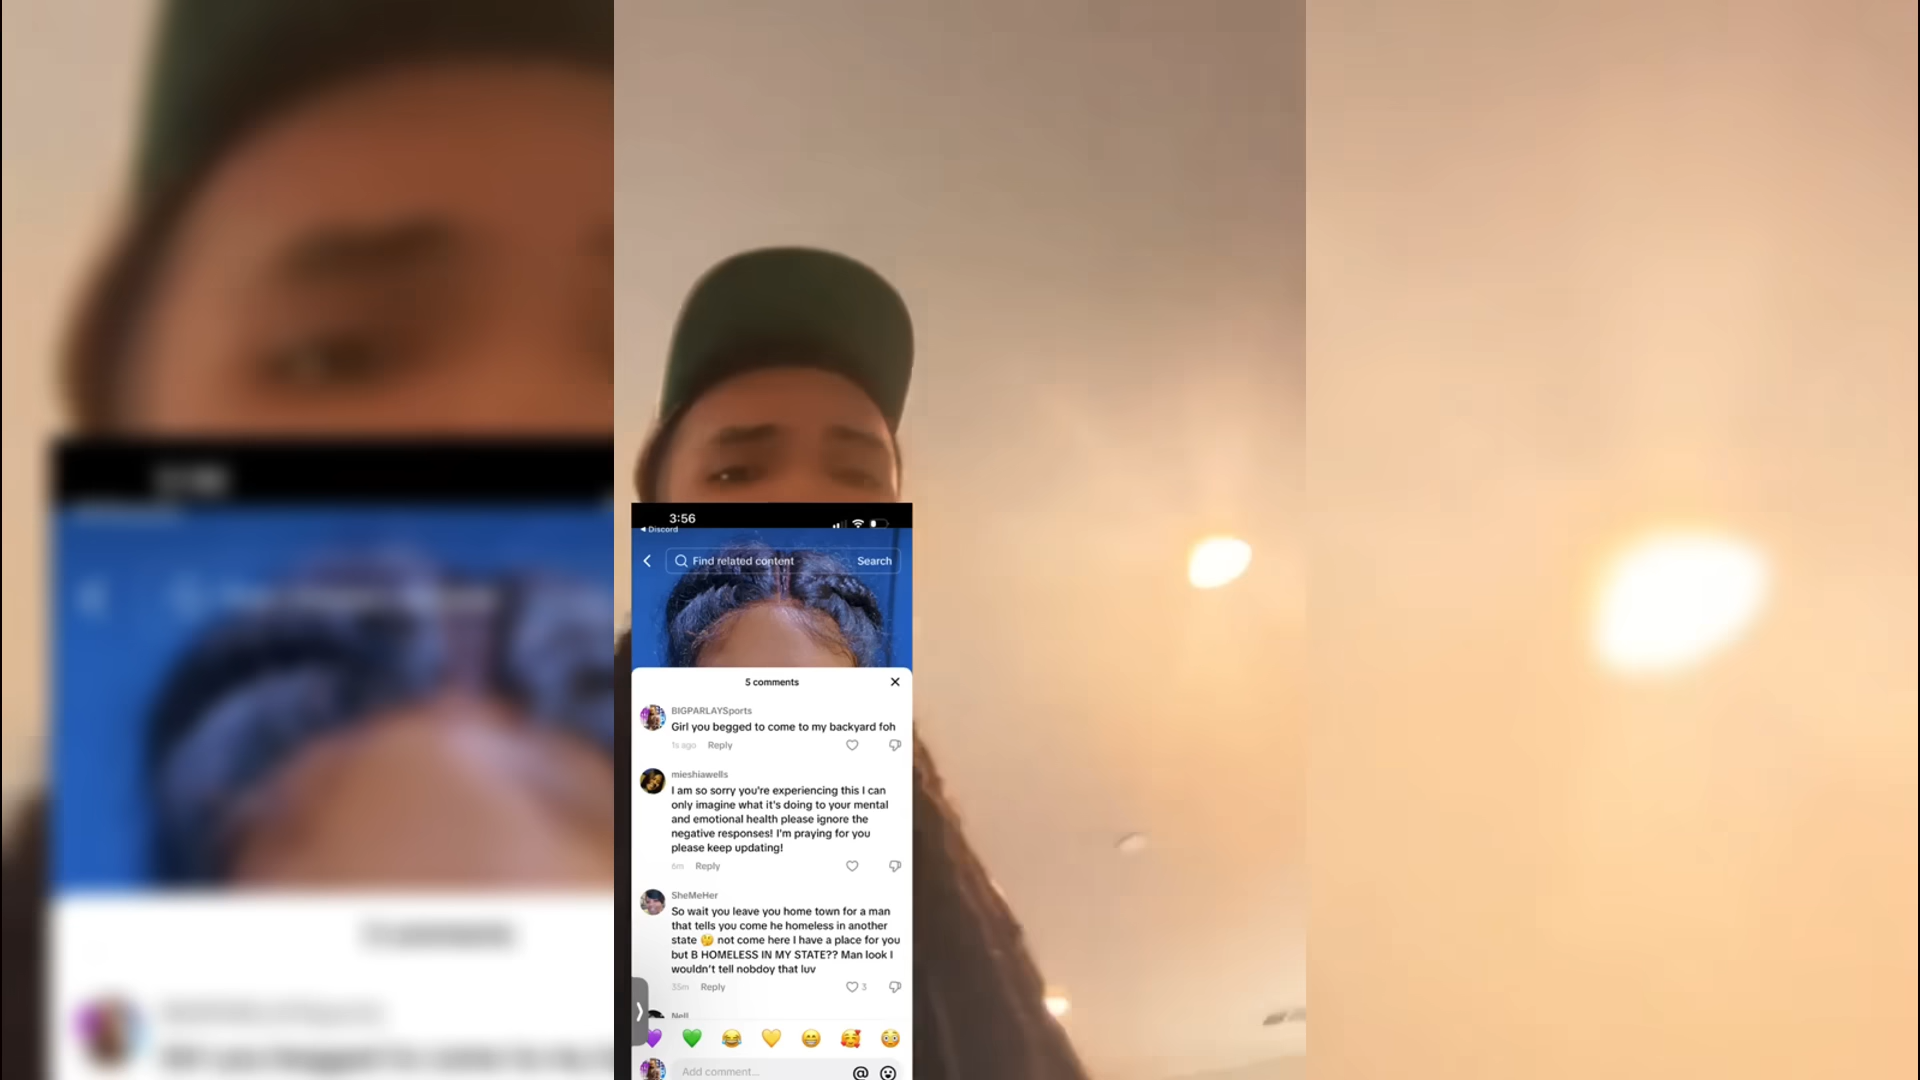 3:56
◀ Discord
Find related content
Search
5 comments
BIGPARLAYSports
Girl you begged to come to my backyard foh
1s ago Reply
mieshiawells
I am so sorry you're experiencing this I can
only imagine what it's doing to your mental
and emotional health please ignore the
negative responses! I'm praying for you
please keep updating!
6m Reply
SheMeHer
So wait you leave you home town for a man
that tells you come he homeless in another
state 🤔 not come here I have a place for you
but B HOMELESS IN MY STATE?? Man look I
wouldn't tell nobdoy that luv
35m Reply 3
Nell
Add comment...
@